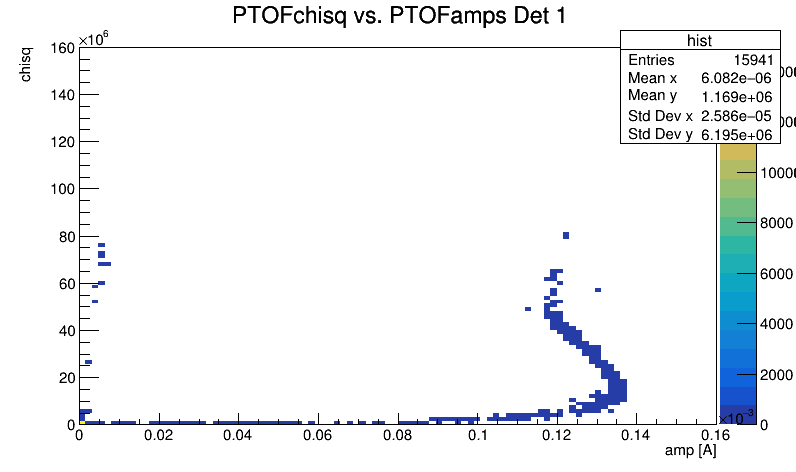 PTOFchisq vs. PTOFamps Det 1
hist
Entries 15941
Mean x 6.082e-06
Mean y 1.169e+06
Std Dev x 2.586e-05
Std Dev y 6.195e+06
×10⁶
chisq
160
140
120
100
80
60
40
20
0
0 0.02 0.04 0.06 0.08 0.1 0.12 0.14 0.16
×10⁻³
amp [A]
8000
6000
4000
2000
0